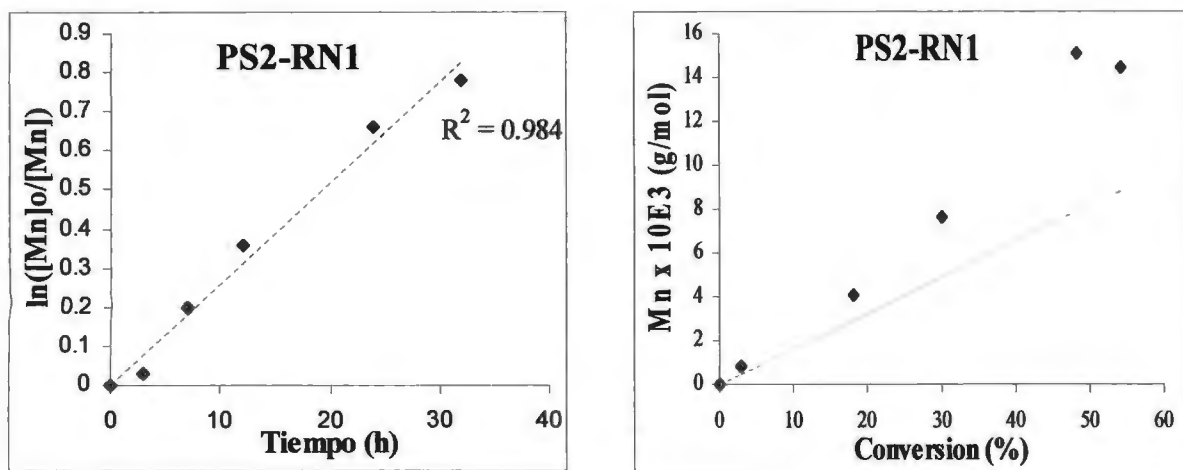 PS2-RN1
ln([Mn]o/[Mn])
0.9
0.8
0.7
0.6
0.5
0.4
0.3
0.2
0.1
0
R² = 0.984
0 10 20 30 40
Tiempo (h)
PS2-RN1
Mn x 10E3 (g/mol)
16
14
12
10
8
6
4
2
0
0 10 20 30 40 50 60
Conversion (%)